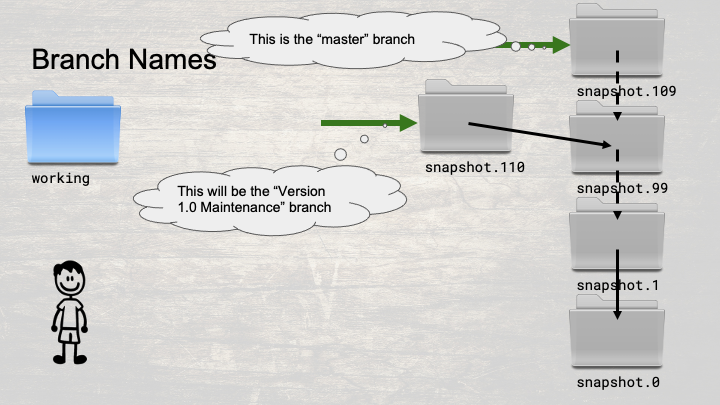 This is the “master” branch
Branch Names
snapshot.109
working
snapshot.110
snapshot.99
This will be the “Version
1.0 Maintenance” branch
snapshot.1
snapshot.0